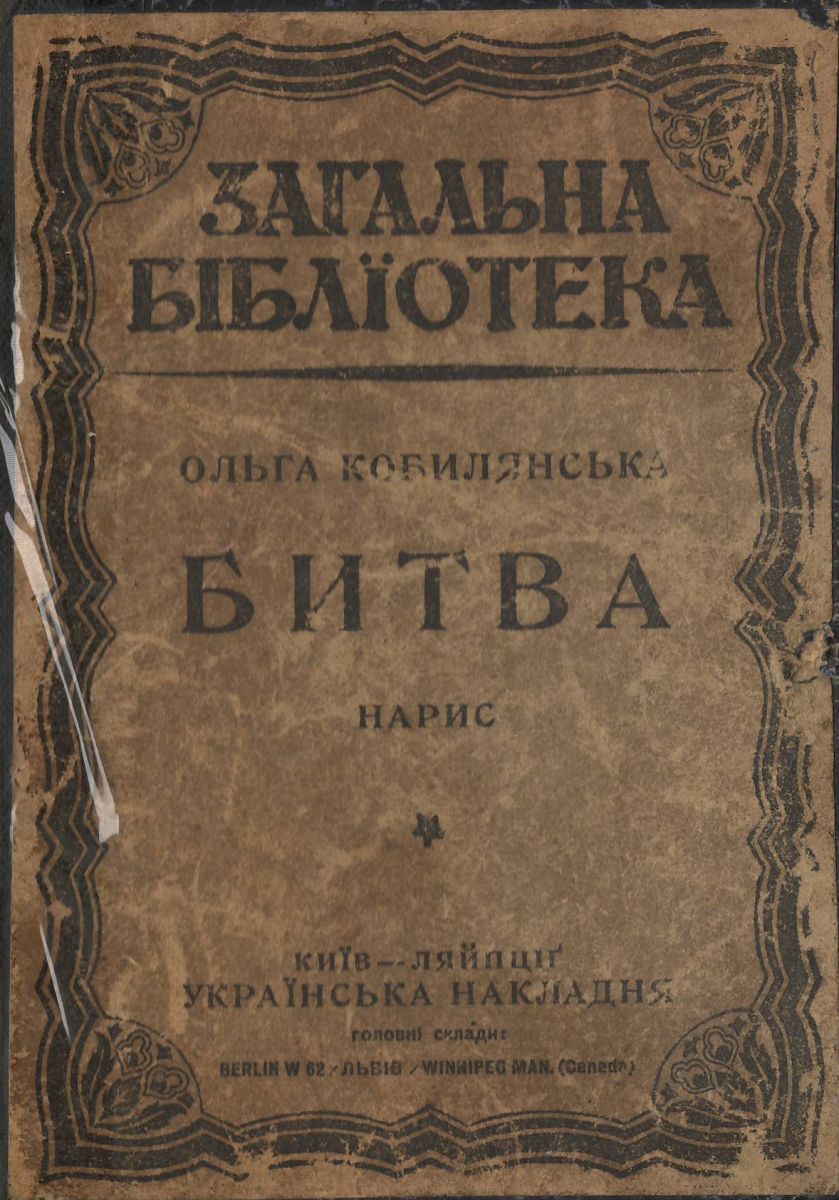 ЗАГАЛЬНА
БІБЛЇОТЕКА
ОЛЬГА КОБИЛЯНСЬКА
БИТВА
НАРИС
КИЇВ—ЛЯЙПЦІҐ
УКРАЇНСЬКА НАКЛАДНЯ
головні склади:
BERLIN W 62 / ЛЬВІВ / WINNIPEG MAN. (Canada)